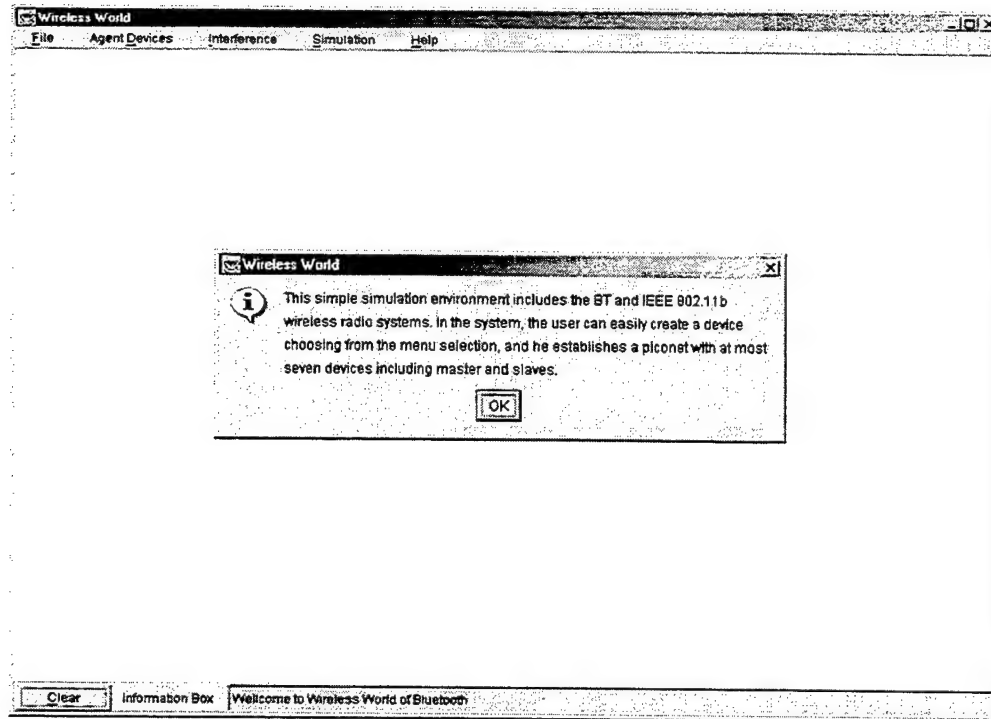 Wireless World
File Agent Devices Interference Simulation Help
Wireless World
This simple simulation environment includes the BT and IEEE 802.11b
wireless radio systems. In the system, the user can easily create a device
choosing from the menu selection, and he establishes a piconet with at most
seven devices including master and slaves.
OK
Clear Information Box Wellcome to Wireless World of Bluetooth